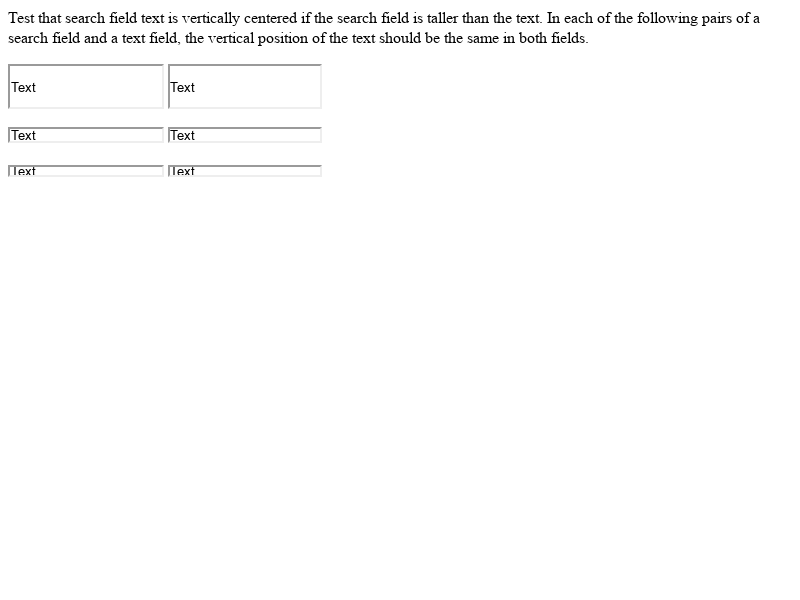 Test that search field text is vertically centered if the search field is taller than the text. In each of the following pairs of a
search field and a text field, the vertical position of the text should be the same in both fields.
Text Text
Text Text
Text Text